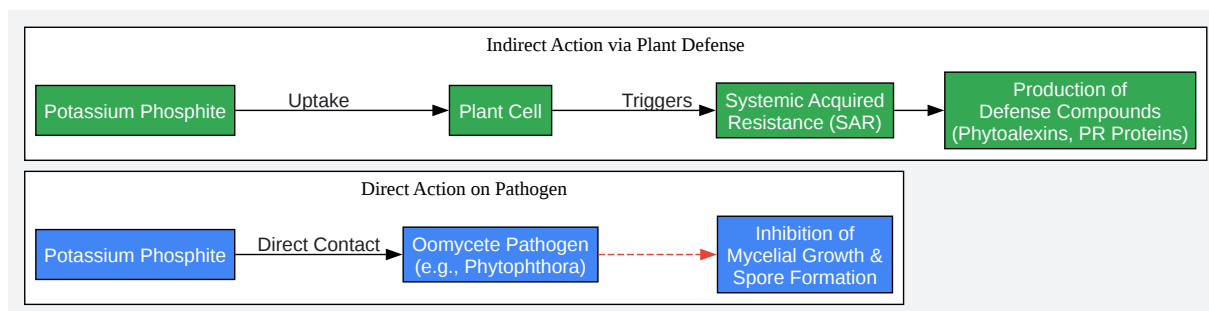 Indirect Action via Plant Defense
Potassium Phosphite
Uptake
Plant Cell
Triggers
Systemic Acquired
Resistance (SAR)
Production of
Defense Compounds
(Phytoalexins, PR Proteins)
Direct Action on Pathogen
Potassium Phosphite
Direct Contact
Oomycete Pathogen
(e.g., Phytophthora)
Inhibition of
Mycelial Growth &
Spore Formation